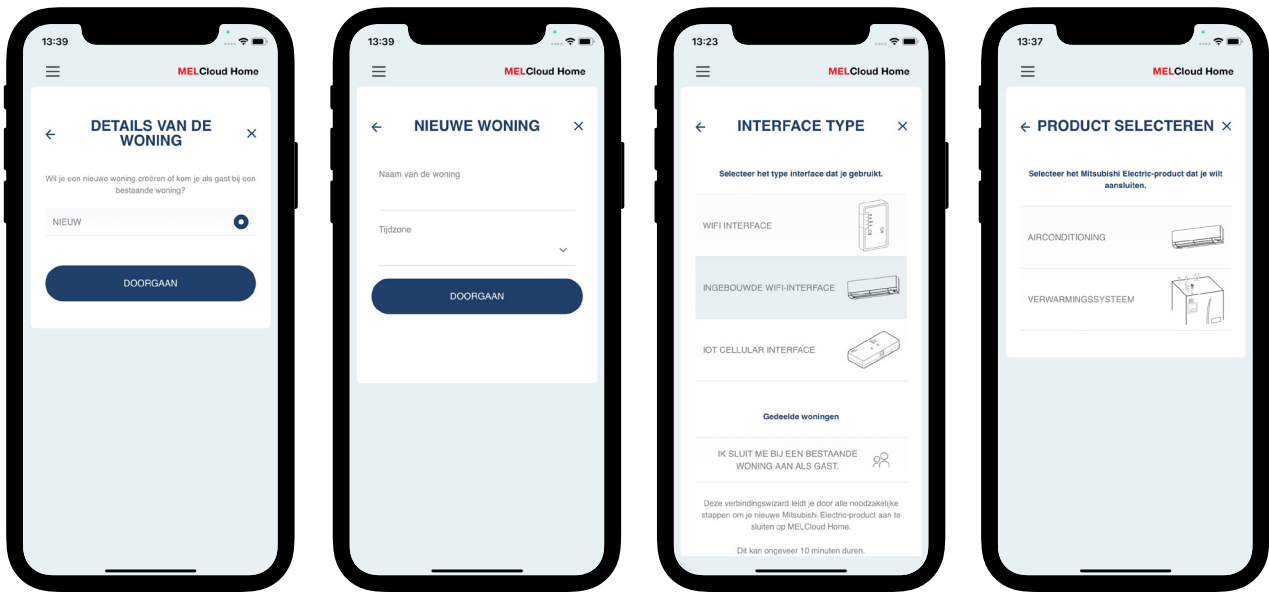 13:39
MELCloud Home
DETAILS VAN DE
WONING
Wil je een nieuwe woning creëren of kom je als gast bij een
bestaande woning?
NIEUW
DOORGAAN
13:39
MELCloud Home
NIEUWE WONING
Naam van de woning
Tijdzone
DOORGAAN
13:23
MELCloud Home
INTERFACE TYPE
Selecteer het type interface dat je gebruikt.
WIFI INTERFACE
INGEBOUWDE WIFI-INTERFACE
IOT CELLULAR INTERFACE
Gedeelde woningen
IK SLUIT ME BIJ EEN BESTAANDE
WONING AAN ALS GAST.
Deze verbindingswizard leidt je door alle noodzakelijke
stappen om je nieuwe Mitsubishi Electric-product aan te
sluiten op MELCloud Home.
Dit kan ongeveer 10 minuten duren.
13:37
MELCloud Home
PRODUCT SELECTEREN
Selecteer het Mitsubishi Electric-product dat je wilt
aansluiten.
AIRCONDITIONING
VERWARMINGSSYSTEEM